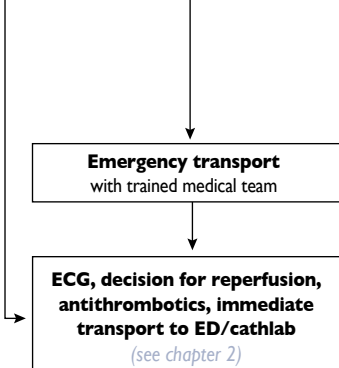 Emergency transport
with trained medical team
ECG, decision for reperfusion,
antithrombotics, immediate
transport to ED/cathlab
(see chapter 2)